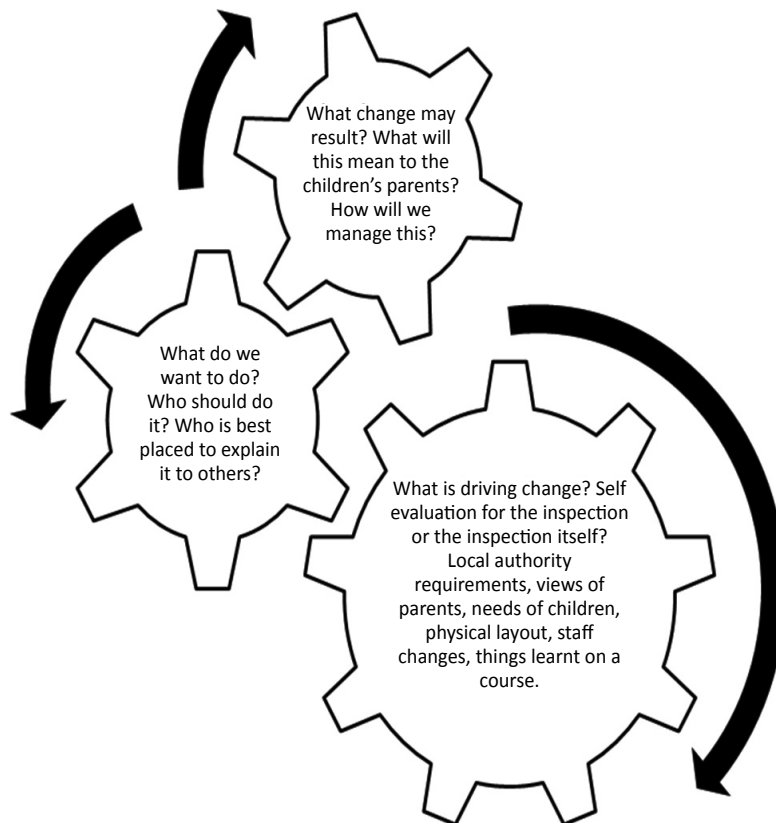 What change may
result? What will
this mean to the
children’s parents?
How will we
manage this?
What do we
want to do?
Who should do
it? Who is best
placed to explain
it to others?
What is driving change? Self
evaluation for the inspection
or the inspection itself?
Local authority
requirements, views of
parents, needs of children,
physical layout, staff
changes, things learnt on a
course.